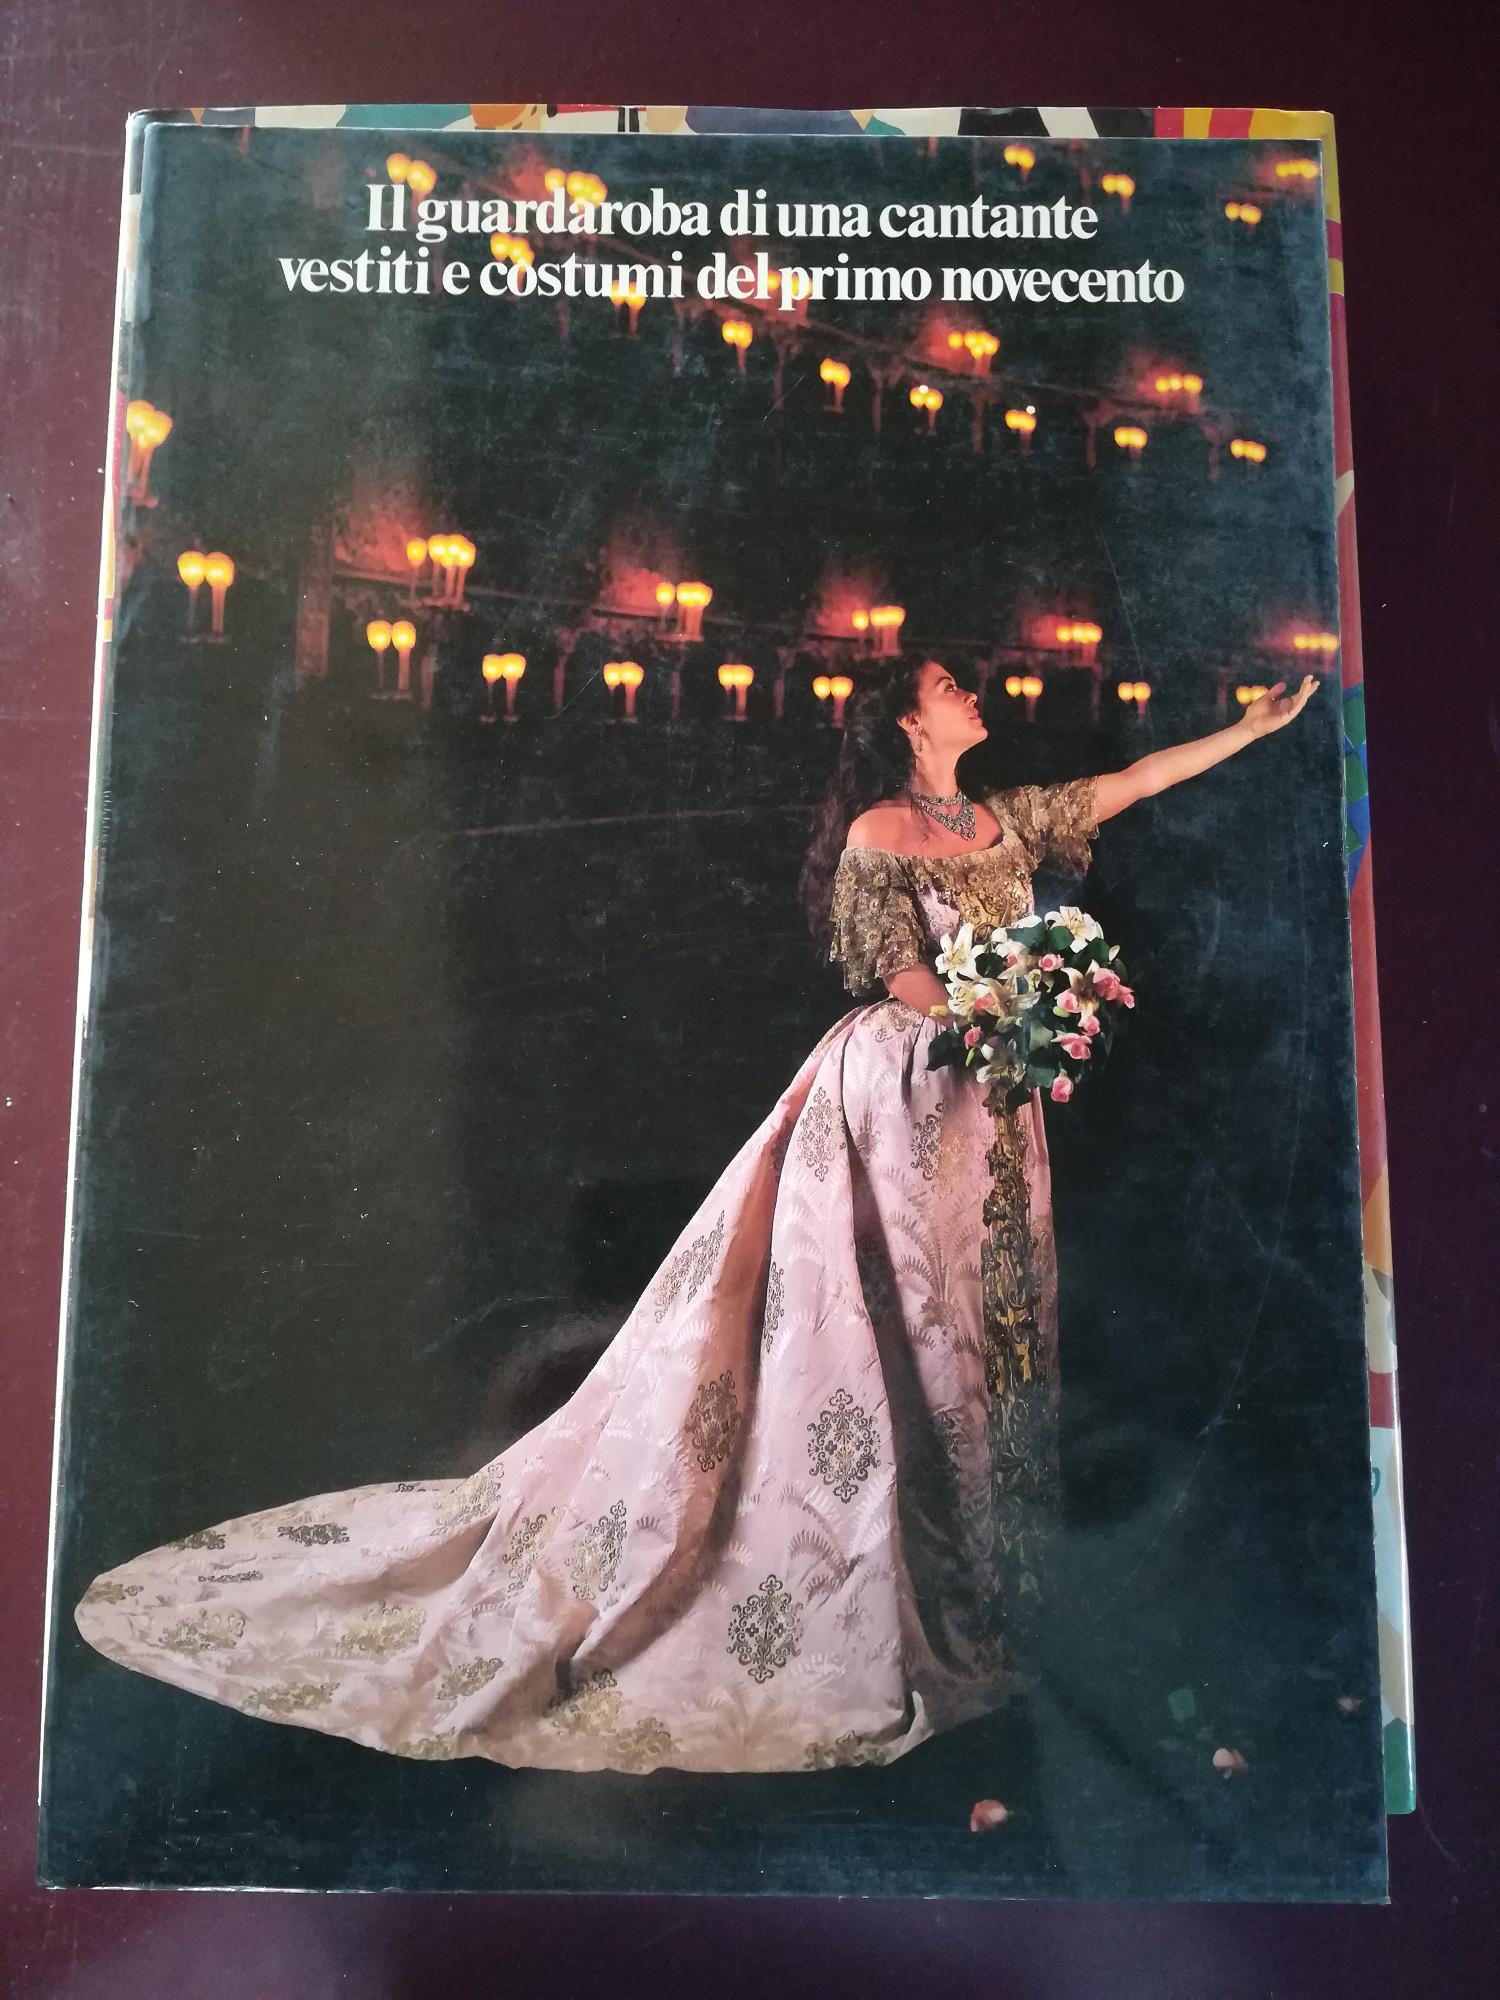 Il guardaroba di una cantante
vestiti e costumi del primo novecento